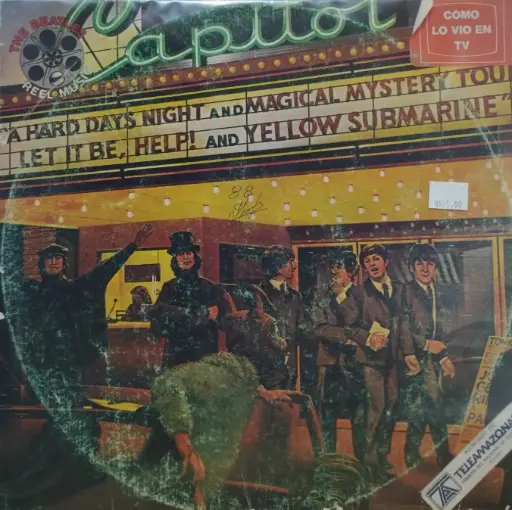 Capitol
THE BEATLES
REEL MUSIC
COMO
LO VIO EN
TV
"A HARD DAYS NIGHT AND MAGICAL MYSTERY TOUR
LET IT BE, HELP! AND YELLOW SUBMARINE"
TELEAMAZONAS